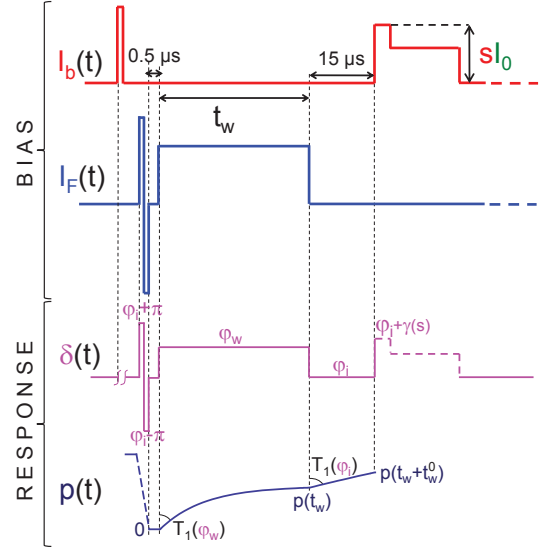 BIAS
I_b(t)
0.5 µs
15 µs
sI_0
t_w
I_F(t)
RESPONSE
φ_i+π
φ_i+γ(s)
δ(t)
φ_w
φ_i
φ_i-π
p(t)
T_1(φ_i)
p(t_w+t_w^0)
p(t_w)
0
T_1(φ_w)